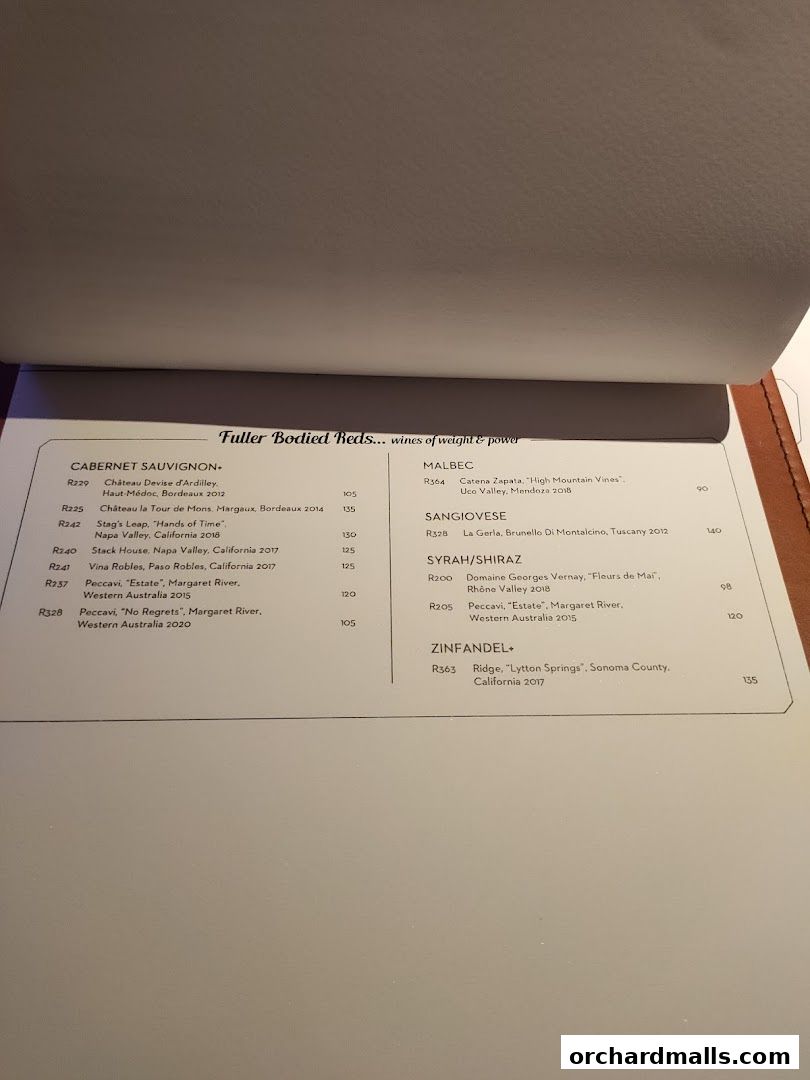 Fuller Bodied Reds... wines of weight & power
CABERNET SAUVIGNON+
R229 Château Devise d'Ardilley,
Haut-Médoc, Bordeaux 2012 105
R225 Château la Tour de Mons, Margaux, Bordeaux 2014 135
R242 Stag's Leap, "Hands of Time",
Napa Valley, California 2018 130
R240 Stack House, Napa Valley, California 2017 125
R241 Vina Robles, Paso Robles, California 2017 125
R237 Peccavi, "Estate", Margaret River,
Western Australia 2015 120
R328 Peccavi, "No Regrets", Margaret River,
Western Australia 2020 105
MALBEC
R364 Catena Zapata, "High Mountain Vines",
Uco Valley, Mendoza 2018 90
SANGIOVESE
R328 La Gerla, Brunello Di Montalcino, Tuscany 2012 140
SYRAH/SHIRAZ
R200 Domaine Georges Vernay, "Fleurs de Mai",
Rhône Valley 2018 98
R205 Peccavi, "Estate", Margaret River,
Western Australia 2015 120
ZINFANDEL+
R363 Ridge, "Lytton Springs", Sonoma County,
California 2017 135
orchardmalls.com